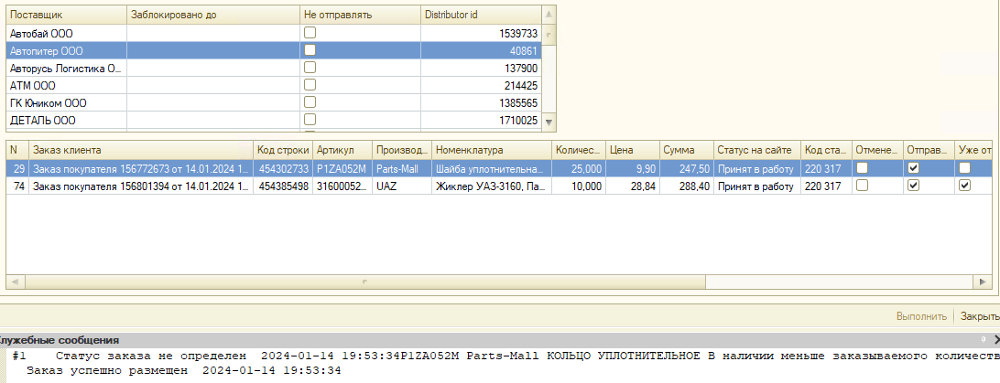 Поставщик Заблокировано до Не отправлять Distributor id
Автобай ООО 1539733
Автопитер ООО 40861
Авторусь Логистика О... 137900
АТМ ООО 214425
ГК Юником ООО 1385565
ДЕТАЛЬ ООО 1710025
N Заказ клиента Код строки Артикул Производ... Номенклатура Количес... Цена Сумма Статус на сайте Код ста... Отмене... Отправ... Уже от
29 Заказ покупателя 156772673 от 14.01.2024 1... 454302733 P1ZA052M Parts-Mall Шайба уплотнительна... 25,000 9,90 247,50 Принят в работу 220 317
74 Заказ покупателя 156801394 от 14.01.2024 1... 454385498 31600052... UAZ Жиклер УАЗ-3160, Па... 10,000 28,84 288,40 Принят в работу 220 317
Выполнить Закрыть
лужебные сообщения
#1 Статус заказа не определен 2024-01-14 19:53:34P1ZA052M Parts-Mall КОЛЬЦО УПЛОТНИТЕЛЬНОЕ В наличии меньше заказываемого количеств
Заказ успешно размещен 2024-01-14 19:53:34